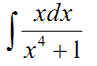 ∫ xdx / (x⁴ + 1)